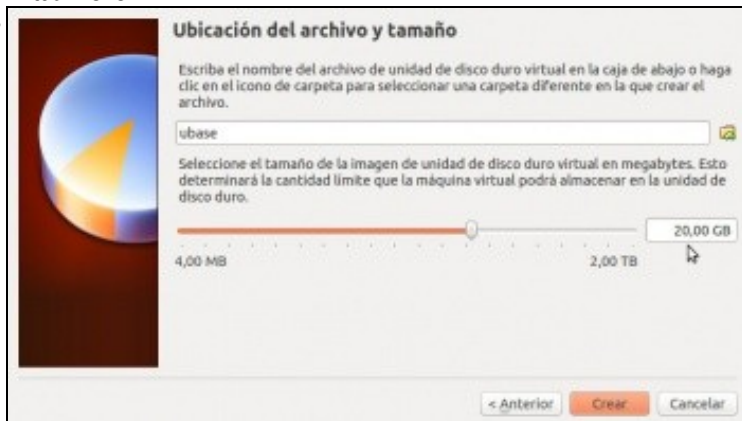 Ubicación del archivo y tamaño
Escriba el nombre del archivo de unidad de disco duro virtual en la caja de abajo o haga
clic en el icono de carpeta para seleccionar una carpeta diferente en la que crear el
archivo.
ubase
Seleccione el tamaño de la imagen de unidad de disco duro virtual en megabytes. Esto
determinará la cantidad límite que la máquina virtual podrá almacenar en la unidad de
disco duro.
20,00 GB
4,00 MB 2,00 TB
< Anterior Crear Cancelar